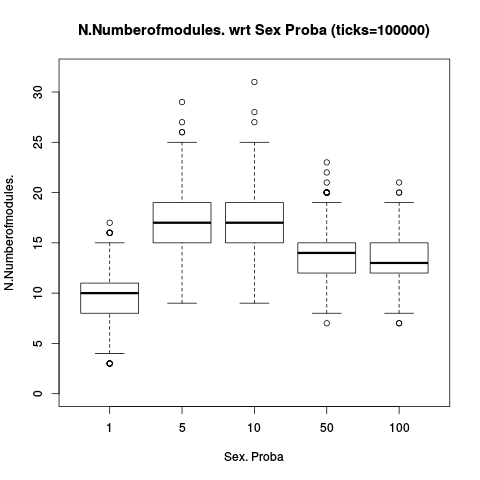 N.Numberofmodules. wrt Sex Proba (ticks=100000)
N.Numberofmodules.
30
25
20
15
10
5
0
1 5 10 50 100
Sex. Proba